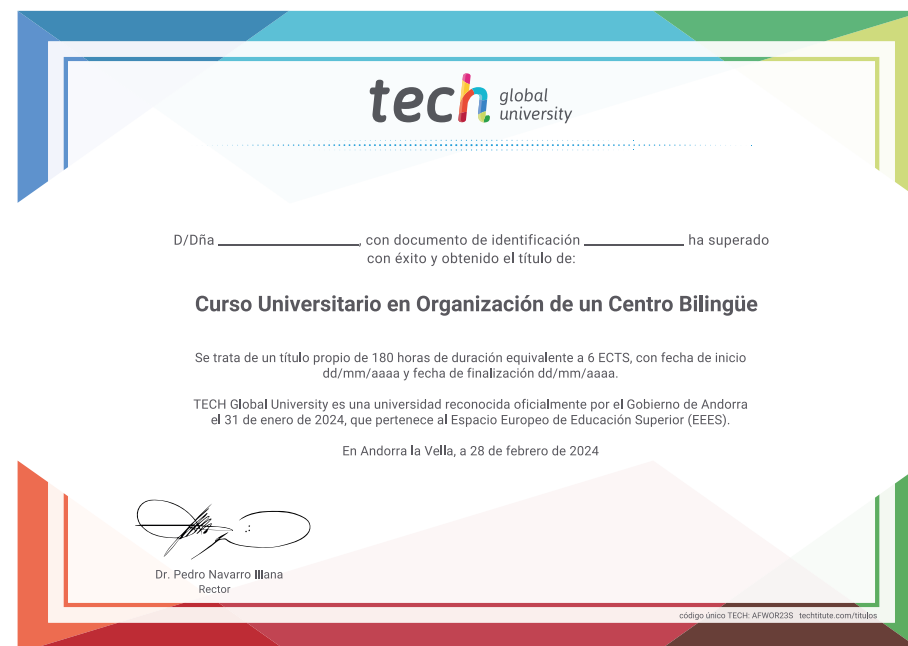 tech global university
D/Dña ____________________, con documento de identificación ______________ ha superado
con éxito y obtenido el título de:
Curso Universitario en Organización de un Centro Bilingüe
Se trata de un título propio de 180 horas de duración equivalente a 6 ECTS, con fecha de inicio
dd/mm/aaaa y fecha de finalización dd/mm/aaaa.
TECH Global University es una universidad reconocida oficialmente por el Gobierno de Andorra
el 31 de enero de 2024, que pertenece al Espacio Europeo de Educación Superior (EEES).
En Andorra la Vella, a 28 de febrero de 2024
Dr. Pedro Navarro Illana
Rector
código único TECH: AFWOR23S techtitute.com/titulos